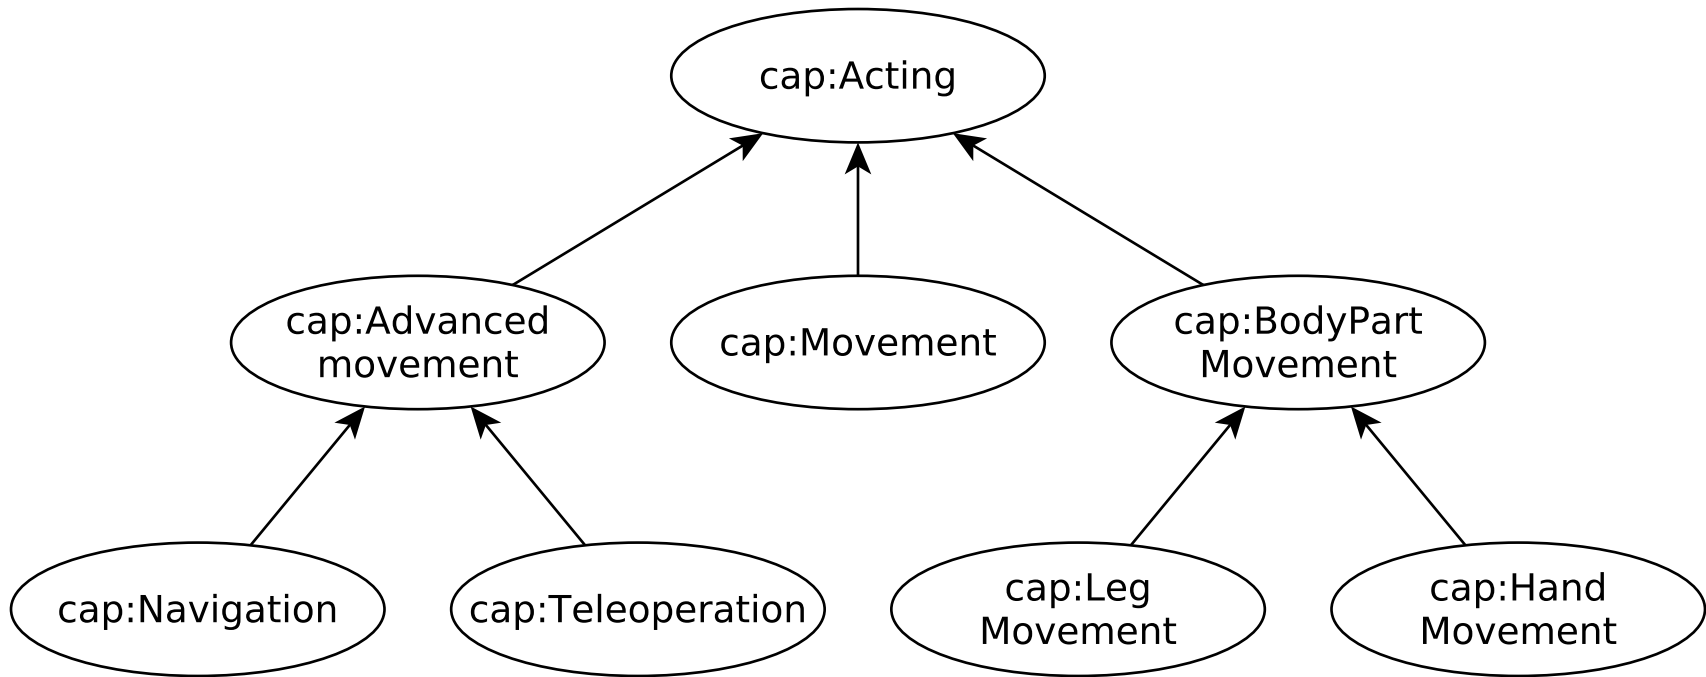 cap:Acting
cap:Advanced
movement
cap:Movement
cap:BodyPart
Movement
cap:Navigation
cap:Teleoperation
cap:Leg
Movement
cap:Hand
Movement